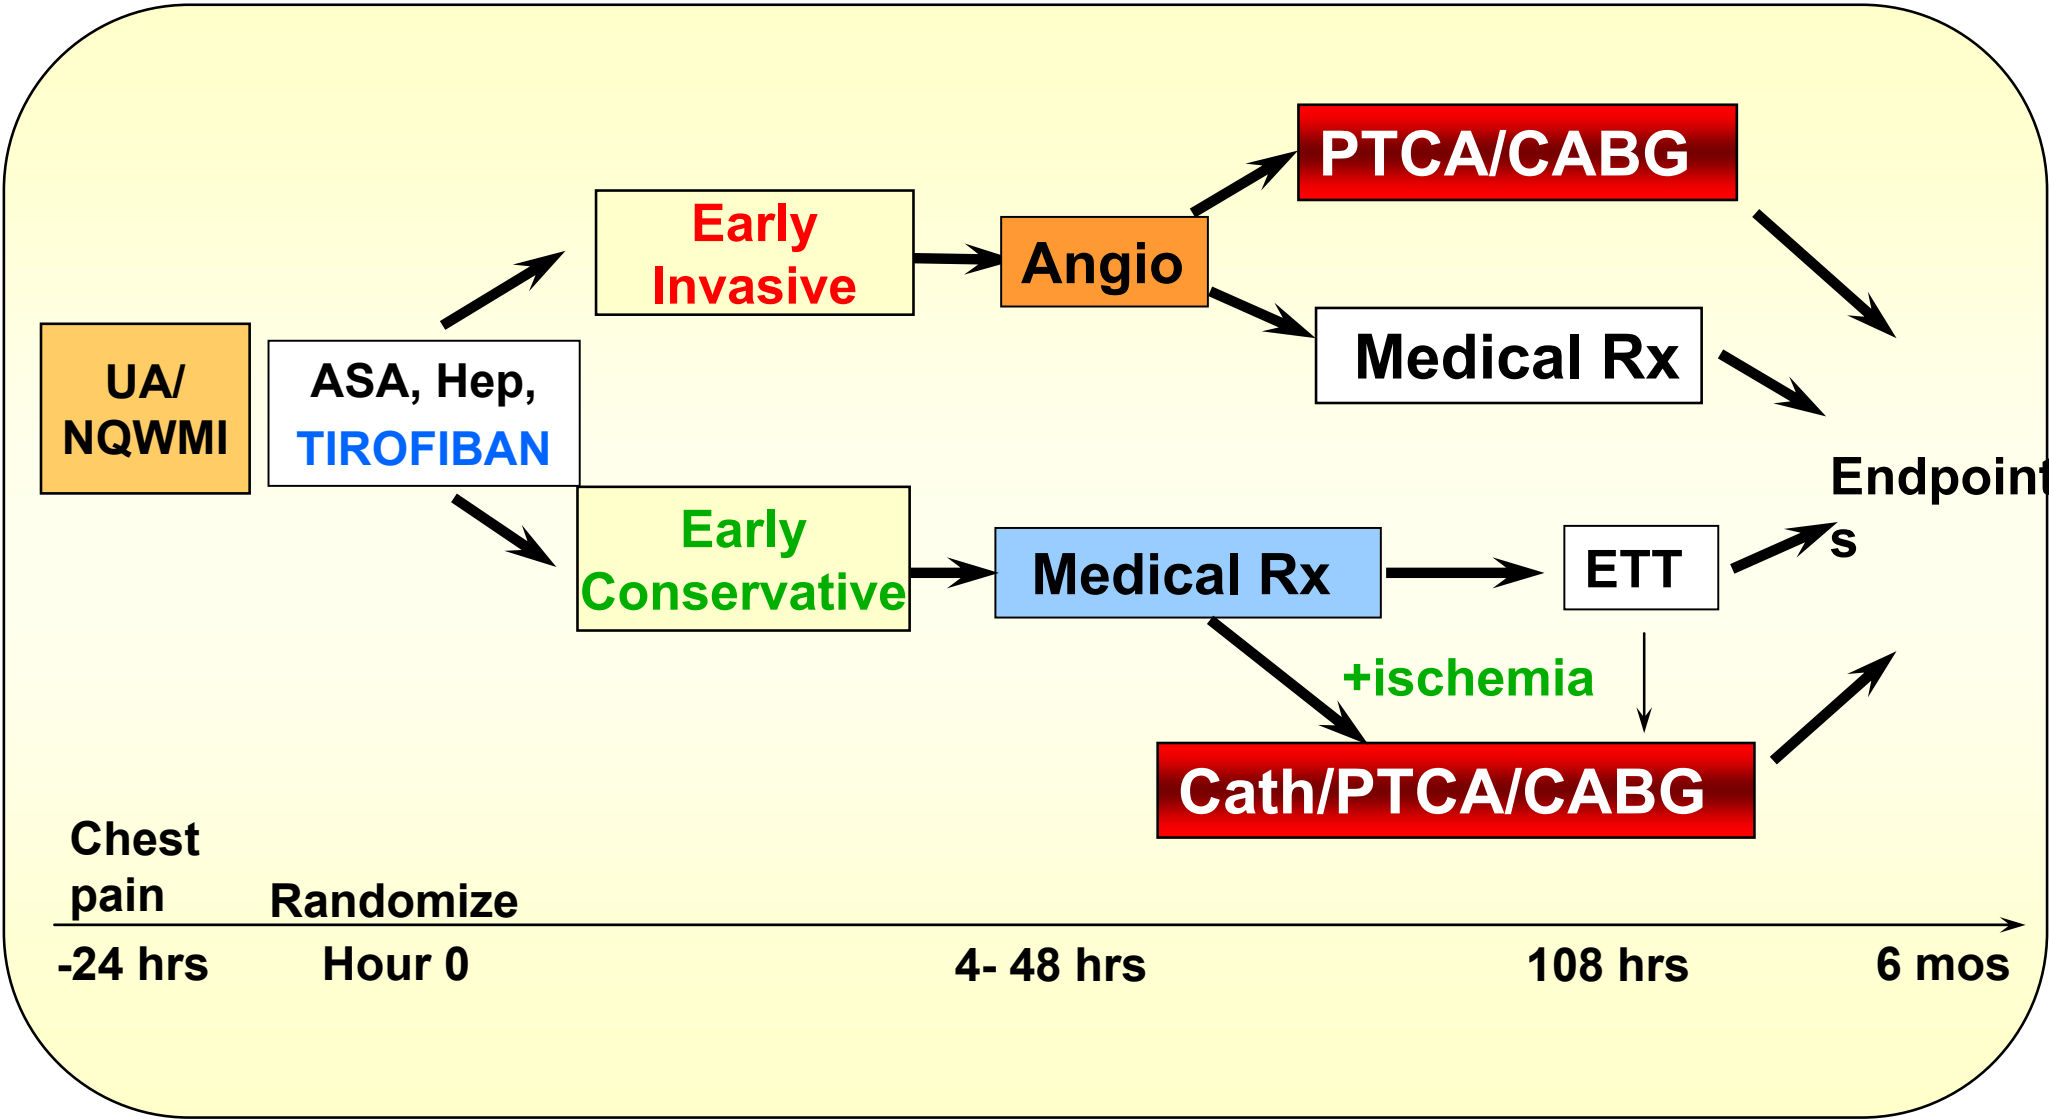 PTCA/CABG
Early
Invasive
Angio
Medical Rx
UA/
NQWMI
ASA, Hep,
TIROFIBAN
Endpoint
s
Early
Conservative
Medical Rx
ETT
+ischemia
Cath/PTCA/CABG
Chest
pain
Randomize
-24 hrs
Hour 0
4- 48 hrs
108 hrs
6 mos